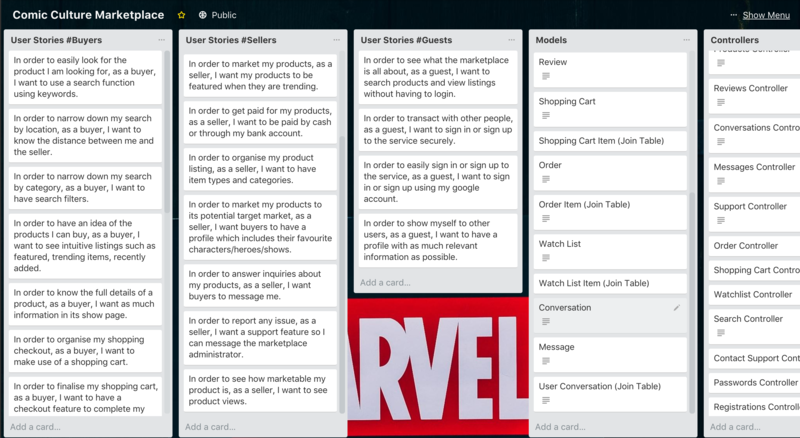 Comic Culture Marketplace
Public
Show Menu
User Stories #Buyers
In order to easily look for the
product I am looking for, as a buyer,
I want to use a search function
using keywords.
In order to narrow down my search
by location, as a buyer, I want to
know the distance between me and
the seller.
In order to narrow down my search
by category, as a buyer, I want to
have search filters.
In order to have an idea of the
products I can buy, as a buyer, I
want to see intuitive listings such as
featured, trending items, recently
added.
In order to know the full details of a
product, as a buyer, I want as much
information in its show page.
In order to organise my shopping
checkout, as a buyer, I want to
make use of a shopping cart.
In order to finalise my shopping cart,
as a buyer, I want to have a
checkout feature to complete my
Add a card...
User Stories #Sellers
In order to market my products, as a
seller, I want my products to be
featured when they are trending.
In order to get paid for my products,
as a seller, I want to be paid by cash
or through my bank account.
In order to organise my product
listing, as a seller, I want to have
item types and categories.
In order to market my products to
its potential target market, as a
seller, I want buyers to have a
profile which includes their favourite
characters/heroes/shows.
In order to answer inquiries about
my products, as a seller, I want
buyers to message me.
In order to report any issue, as a
seller, I want a support feature so I
can message the marketplace
administrator.
In order to see how marketable my
product is, as a seller, I want to see
product views.
Add a card...
User Stories #Guests
In order to see what the marketplace
is all about, as a guest, I want to
search products and view listings
without having to login.
In order to transact with other people,
as a guest, I want to sign in or sign up
to the service securely.
In order to easily sign in or sign up to
the service, as a guest, I want to sign
in or sign up using my google
account.
In order to show myself to other
users, as a guest, I want to have a
profile with as much relevant
information as possible.
Add a card...
ARVEL
Models
Review
Shopping Cart
Shopping Cart Item (Join Table)
Order
Order Item (Join Table)
Watch List
Watch List Item (Join Table)
Conversation
Message
User Conversation (Join Table)
Add a card...
Controllers
Products Controller
Reviews Controller
Conversations Contro
Messages Controller
Support Controller
Order Controller
Shopping Cart Contro
Watchlist Controller
Search Controller
Contact Support Cont
Passwords Controller
Registrations Controll
Add a card...